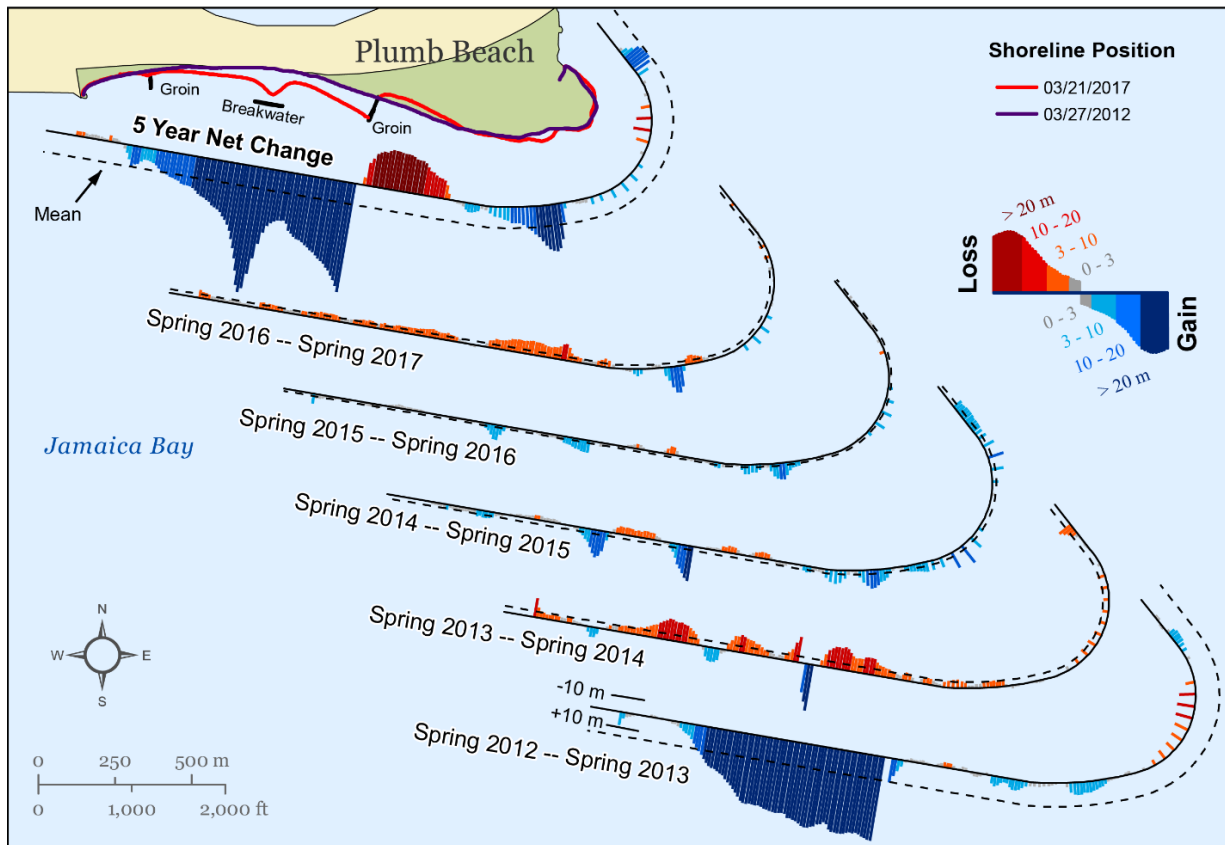 Plumb Beach
Groin
Breakwater
Groin
5 Year Net Change
Mean
Shoreline Position
03/21/2017
03/27/2012
> 20 m
10 - 20
3 - 10
0 - 3
Loss
0 - 3
3 - 10
10 - 20
> 20 m
Gain
Spring 2016 -- Spring 2017
Spring 2015 -- Spring 2016
Jamaica Bay
Spring 2014 -- Spring 2015
Spring 2013 -- Spring 2014
-10 m
+10 m
Spring 2012 -- Spring 2013
N
W E
S
0 250 500 m
0 1,000 2,000 ft